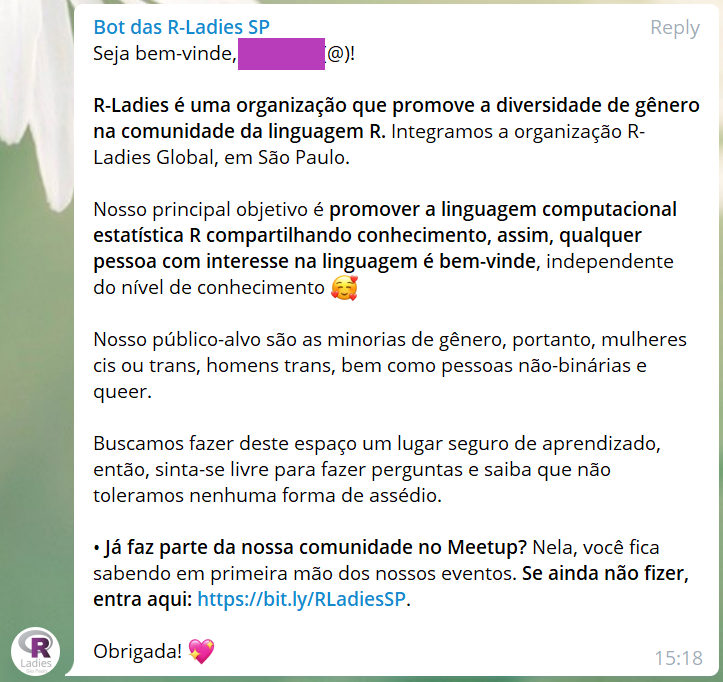 Bot das R-Ladies SP
Reply
Seja bem-vinde, (@)!
R-Ladies é uma organização que promove a diversidade de gênero
na comunidade da linguagem R. Integramos a organização R-
Ladies Global, em São Paulo.
Nosso principal objetivo é promover a linguagem computacional
estatística R compartilhando conhecimento, assim, qualquer
pessoa com interesse na linguagem é bem-vinde, independente
do nível de conhecimento 🥰
Nosso público-alvo são as minorias de gênero, portanto, mulheres
cis ou trans, homens trans, bem como pessoas não-binárias e
queer.
Buscamos fazer deste espaço um lugar seguro de aprendizado,
então, sinta-se livre para fazer perguntas e saiba que não
toleramos nenhuma forma de assédio.
• Já faz parte da nossa comunidade no Meetup? Nela, você fica
sabendo em primeira mão dos nossos eventos. Se ainda não fizer,
entra aqui: https://bit.ly/RLadiesSP.
Obrigada! 💖
15:18
R
Ladies
São Paulo